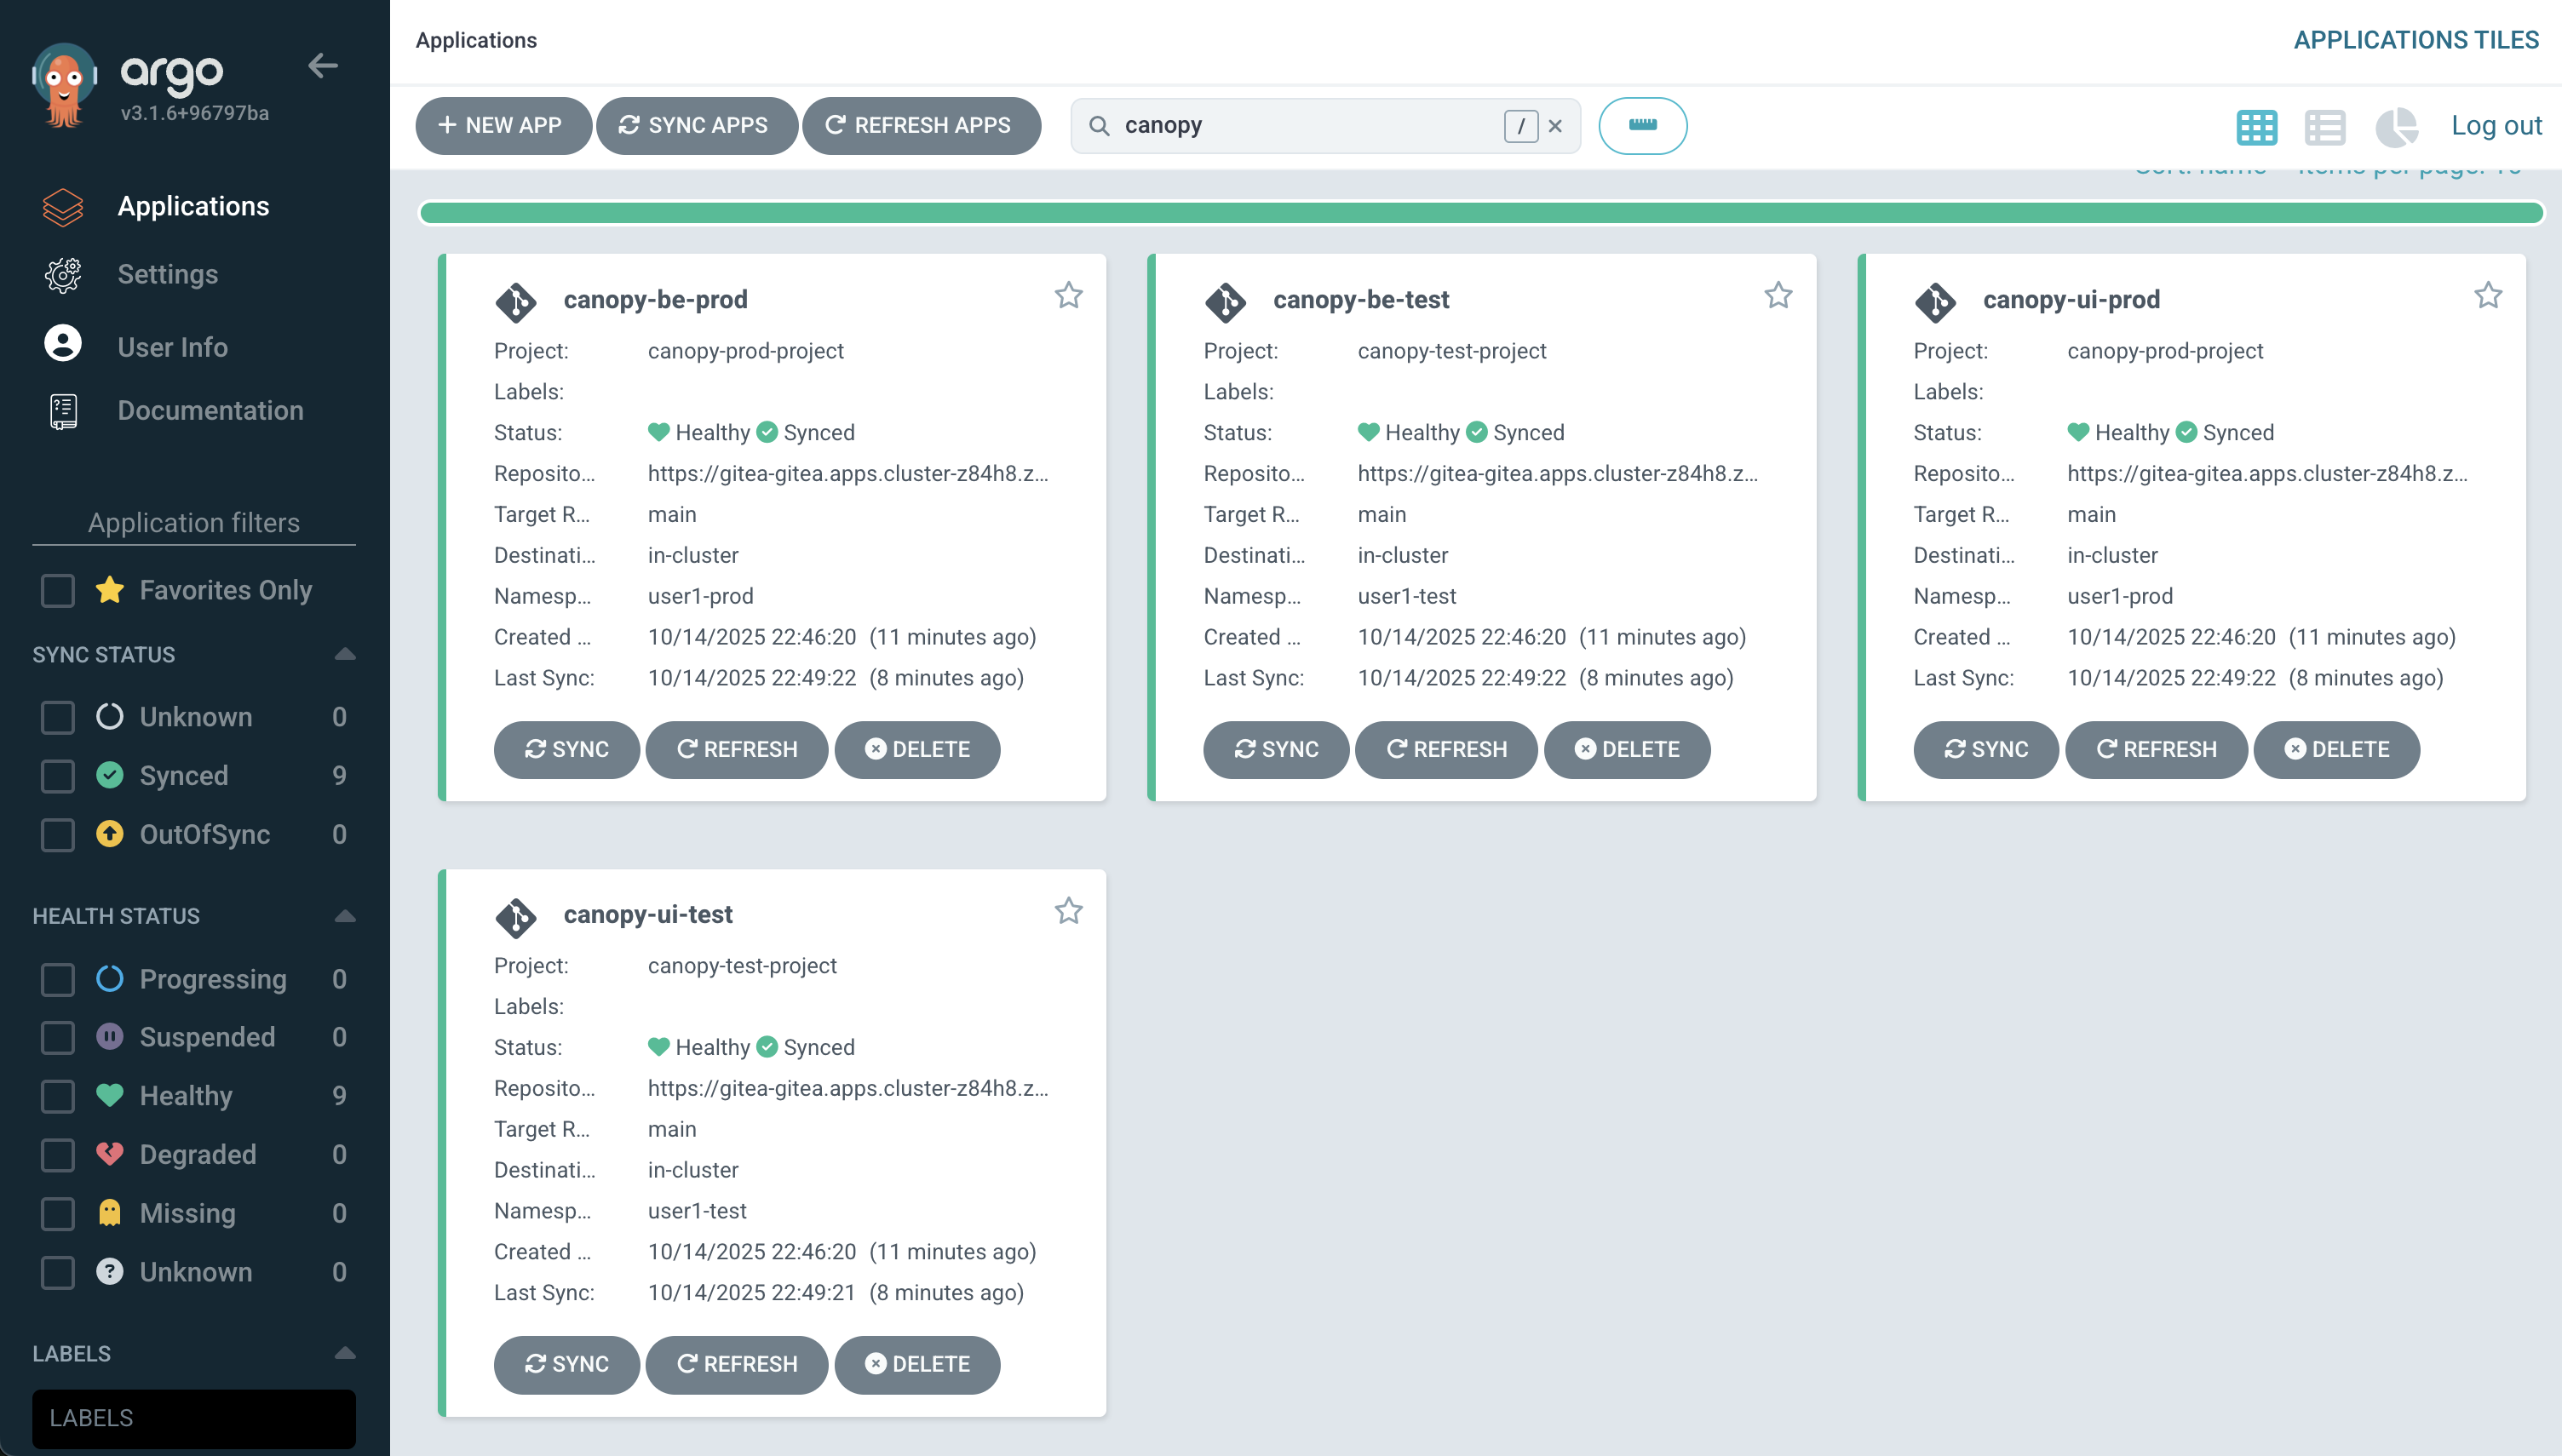 argo
v3.1.6+96797ba
Applications
Settings
User Info
Documentation
Application filters
Favorites Only
SYNC STATUS
Unknown 0
Synced 9
OutOfSync 0
HEALTH STATUS
Progressing 0
Suspended 0
Healthy 9
Degraded 0
Missing 0
Unknown 0
LABELS
LABELS
Applications
APPLICATIONS TILES
NEW APP
SYNC APPS
REFRESH APPS
canopy
/
Log out
Sort: name Items per page: 10
canopy-be-prod
Project: canopy-prod-project
Labels:
Status: Healthy Synced
Reposito... https://gitea-gitea.apps.cluster-z84h8.z...
Target R... main
Destinati... in-cluster
Namesp... user1-prod
Created ... 10/14/2025 22:46:20 (11 minutes ago)
Last Sync: 10/14/2025 22:49:22 (8 minutes ago)
SYNC REFRESH DELETE
canopy-be-test
Project: canopy-test-project
Labels:
Status: Healthy Synced
Reposito... https://gitea-gitea.apps.cluster-z84h8.z...
Target R... main
Destinati... in-cluster
Namesp... user1-test
Created ... 10/14/2025 22:46:20 (11 minutes ago)
Last Sync: 10/14/2025 22:49:22 (8 minutes ago)
SYNC REFRESH DELETE
canopy-ui-prod
Project: canopy-prod-project
Labels:
Status: Healthy Synced
Reposito... https://gitea-gitea.apps.cluster-z84h8.z...
Target R... main
Destinati... in-cluster
Namesp... user1-prod
Created ... 10/14/2025 22:46:20 (11 minutes ago)
Last Sync: 10/14/2025 22:49:22 (8 minutes ago)
SYNC REFRESH DELETE
canopy-ui-test
Project: canopy-test-project
Labels:
Status: Healthy Synced
Reposito... https://gitea-gitea.apps.cluster-z84h8.z...
Target R... main
Destinati... in-cluster
Namesp... user1-test
Created ... 10/14/2025 22:46:20 (11 minutes ago)
Last Sync: 10/14/2025 22:49:21 (8 minutes ago)
SYNC REFRESH DELETE